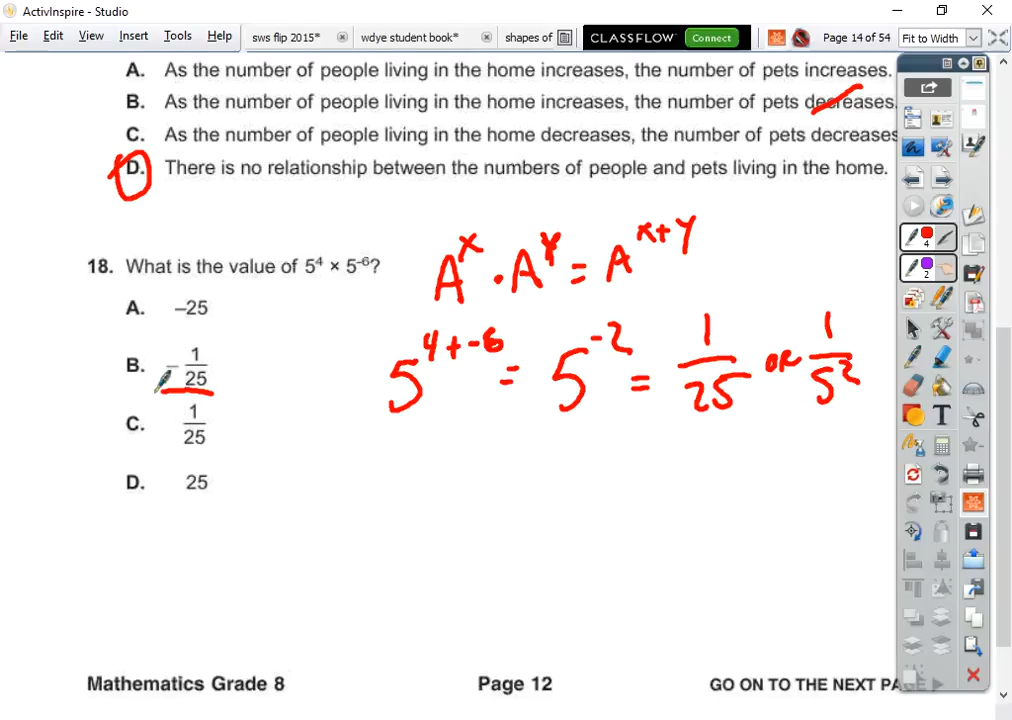 ActivInspire - Studio
File Edit View Insert Tools Help sws flip 2015* wdye student book* shapes of CLASSFLOW Connect Page 14 of 54 Fit to Width
A. As the number of people living in the home increases, the number of pets increases.
B. As the number of people living in the home increases, the number of pets decreases.
C. As the number of people living in the home decreases, the number of pets decreases
D. There is no relationship between the numbers of people and pets living in the home.
A^x · A^y = A^(x+y)
18. What is the value of 5⁴ × 5⁻⁶?
A. –25
5^(4+-6) = 5^-2 = 1/25 OR 1/5²
B. -1/25
C. 1/25
D. 25
4
2
T
Mathematics Grade 8 Page 12 GO ON TO THE NEXT PAGE